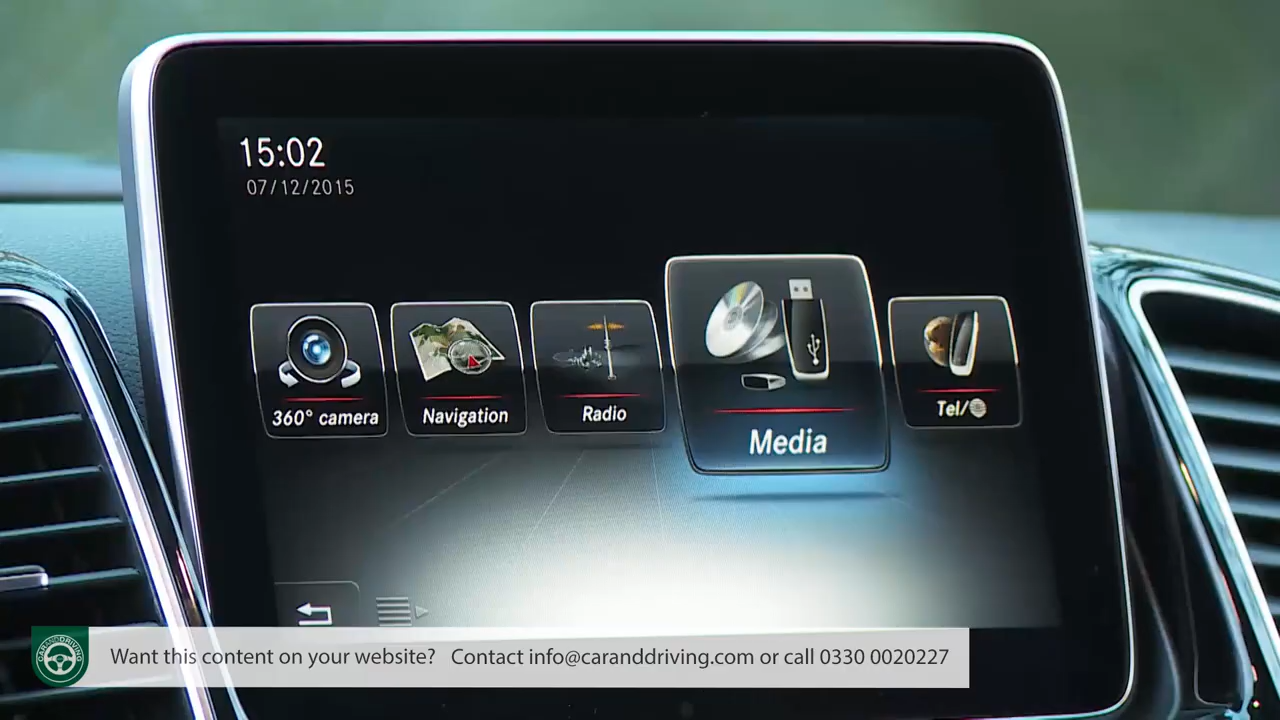 15:02
07/12/2015
360° camera
Navigation
Radio
Media
Tel/
CARANDDRIVING
Want this content on your website? Contact info@caranddriving.com or call 0330 0020227